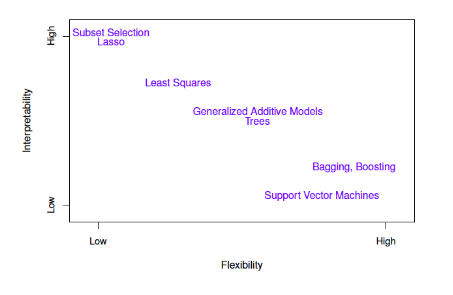 High
Subset Selection
Lasso
Least Squares
Interpretability
Generalized Additive Models
Trees
Bagging, Boosting
Support Vector Machines
Low
Low
High
Flexibility